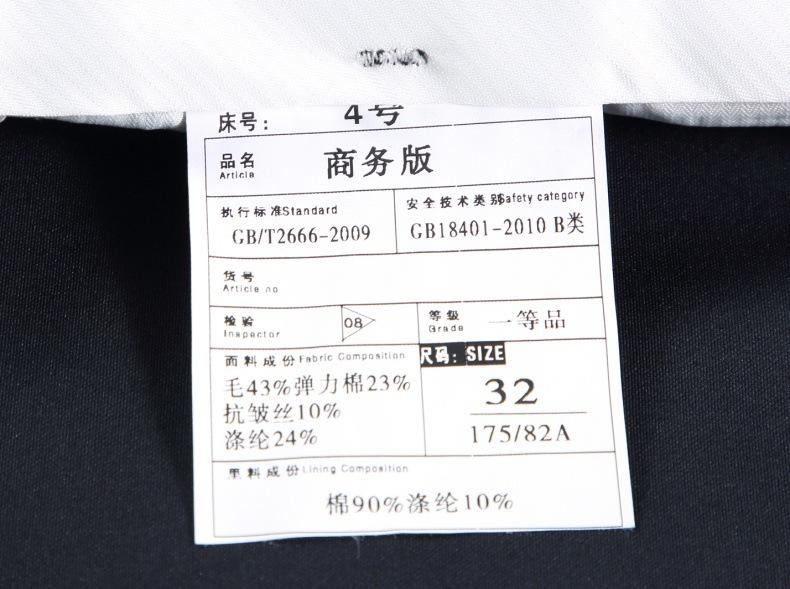 床号： 4号
品名 商务版
Article
执行标准Standard
GB/T2666-2009
安全技术类别Safety category
GB18401-2010 B类
货号
Article no
检验
Inspector
08
等级 一等品
Grade
面料成份Fabric Composition
毛43%弹力棉23%
抗皱丝10%
涤纶24%
尺码：SIZE
32
175/82A
里料成份Lining Composition
棉90%涤纶10%